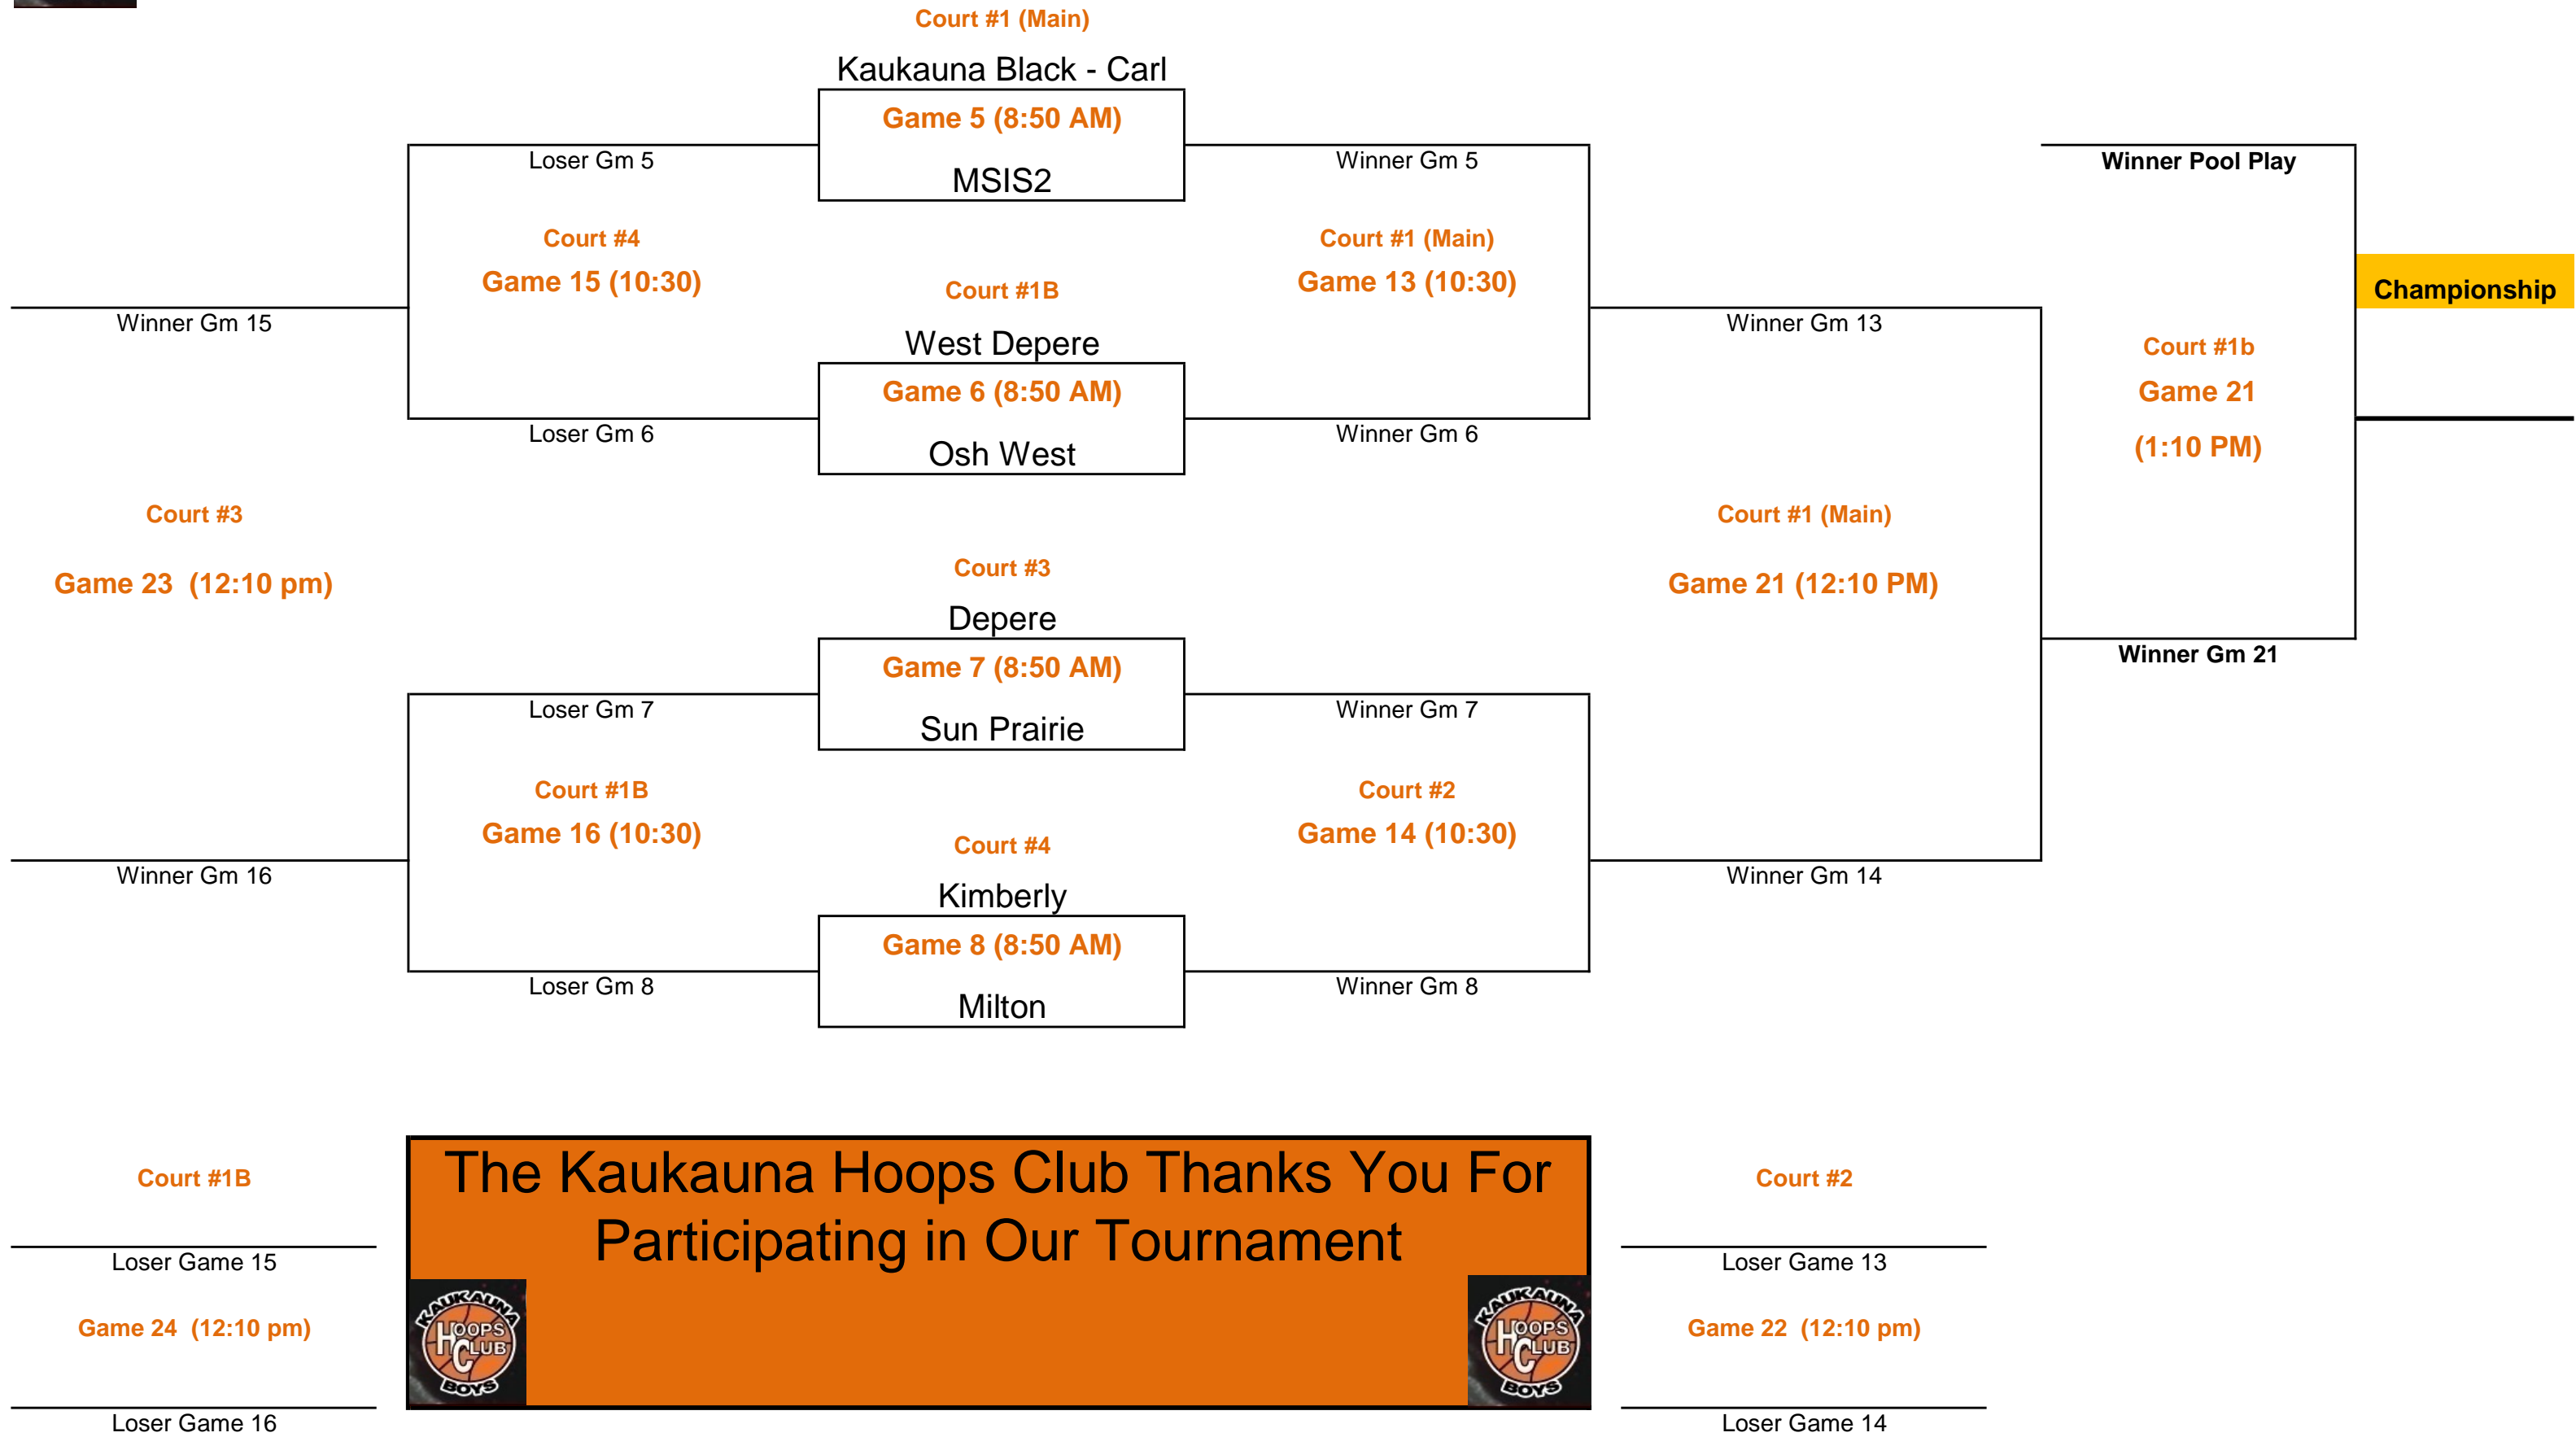 Court #1 (Main)
Kaukauna Black - Carl
Game 5 (8:50 AM)
Loser Gm 5
Winner Gm 5
Winner Pool Play
MSIS2
Court #4
Court #1 (Main)
Game 15 (10:30)
Game 13 (10:30)
Court #1B
Championship
Winner Gm 15
Winner Gm 13
West Depere
Court #1b
Game 6 (8:50 AM)
Game 21
Loser Gm 6
Winner Gm 6
(1:10 PM)
Osh West
Court #3
Court #1 (Main)
Court #3
Game 23  (12:10 pm)
Game 21 (12:10 PM)
Depere
Game 7 (8:50 AM)
Winner Gm 21
Loser Gm 7
Winner Gm 7
Sun Prairie
Court #1B
Court #2
Game 16 (10:30)
Game 14 (10:30)
Court #4
Winner Gm 16
Winner Gm 14
Kimberly
Game 8 (8:50 AM)
Loser Gm 8
Winner Gm 8
Milton
Court #1B
The Kaukauna Hoops Club Thanks You For
Participating in Our Tournament
Court #2
Loser Game 15
Loser Game 13
Game 24  (12:10 pm)
Game 22  (12:10 pm)
KAUKAUNA
HOOPS
CLUB
BOYS
KAUKAUNA
HOOPS
CLUB
BOYS
Loser Game 16
Loser Game 14